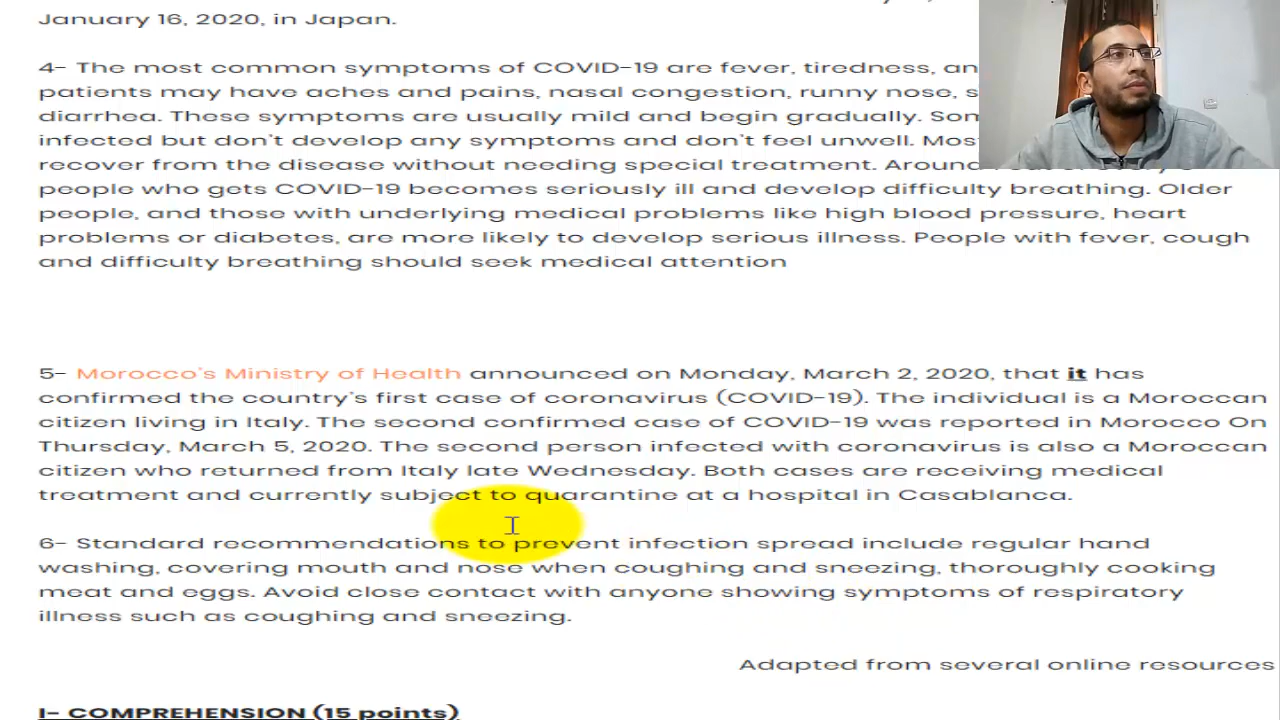 January 16, 2020, in Japan.
4- The most common symptoms of COVID-19 are fever, tiredness,
patients may have aches and pains, nasal congestion, runny nose,
diarrhea. These symptoms are usually mild and begin gradually.
infected but don't develop any symptoms and don't feel unwell.
recover from the disease without needing special treatment. Around
people who gets COVID-19 becomes seriously ill and develop difficulty breathing. Older
people, and those with underlying medical problems like high blood pressure, heart
problems or diabetes, are more likely to develop serious illness. People with fever, cough
and difficulty breathing should seek medical attention
5- Morocco's Ministry of Health announced on Monday, March 2, 2020, that it has
confirmed the country's first case of coronavirus (COVID-19). The individual is a Moroccan
citizen living in Italy. The second confirmed case of COVID-19 was reported in Morocco On
Thursday, March 5, 2020. The second person infected with coronavirus is also a Moroccan
citizen who returned from Italy late Wednesday. Both cases are receiving medical
treatment and currently subject to quarantine at a hospital in Casablanca.
6- Standard recommendations to prevent infection spread include regular hand
washing, covering mouth and nose when coughing and sneezing, thoroughly cooking
meat and eggs. Avoid close contact with anyone showing symptoms of respiratory
illness such as coughing and sneezing.
Adapted from several online resources
I- COMPREHENSION (15 points)